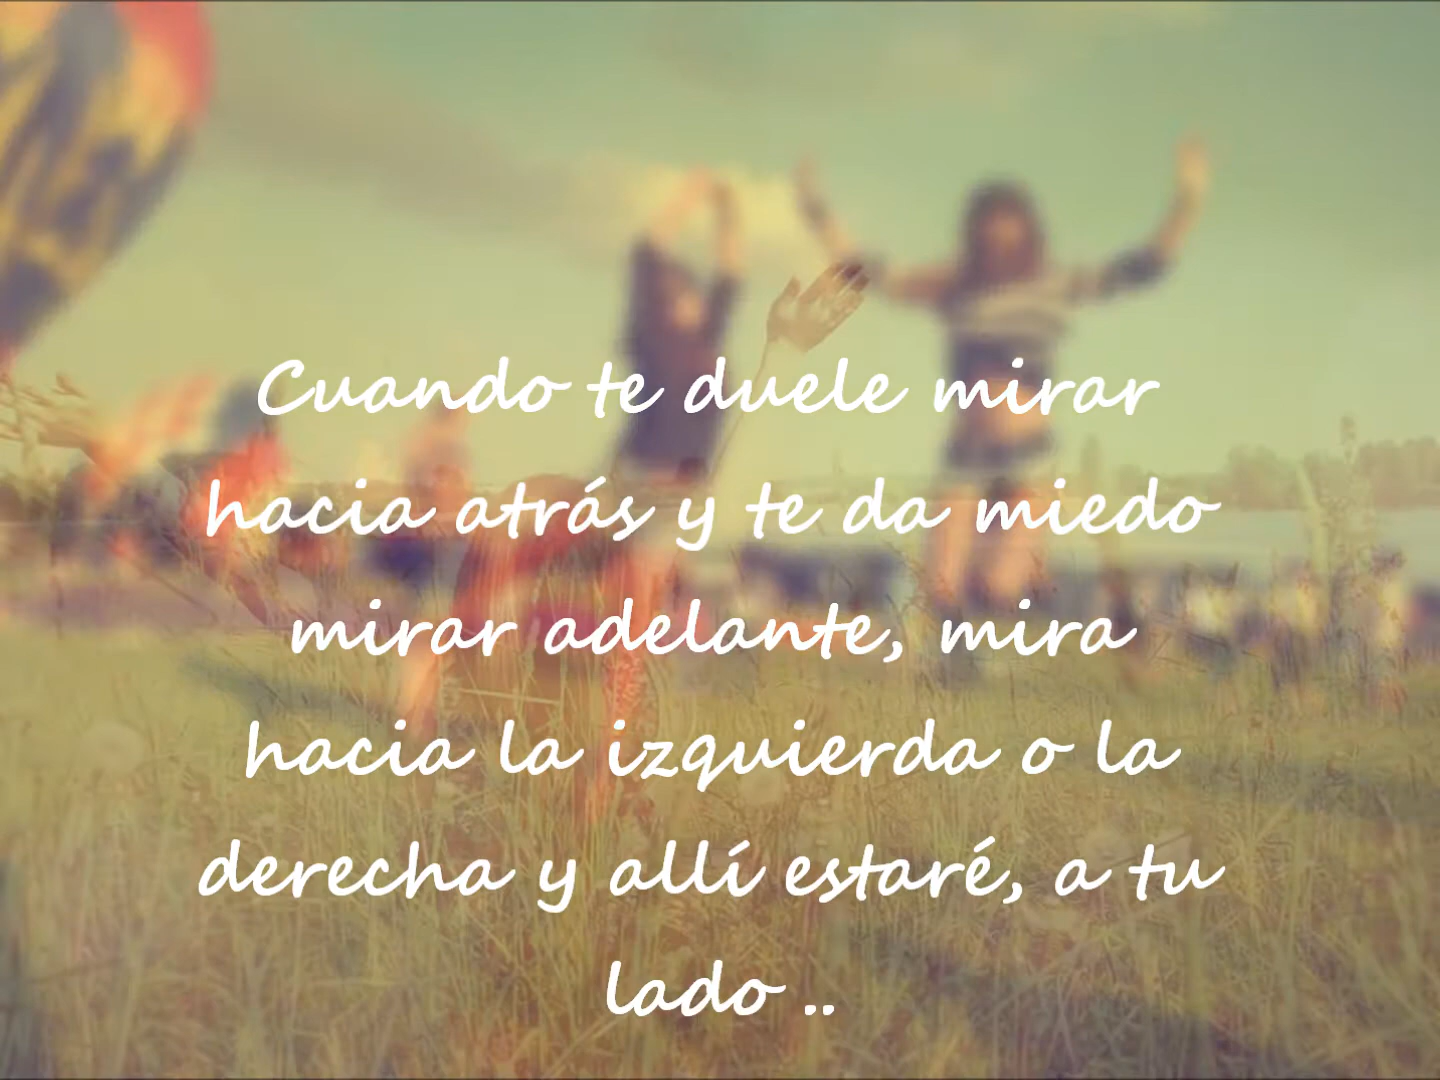 Cuando te duele mirar
hacia atrás y te da miedo
mirar adelante, mira
hacia la izquierda o la
derecha y allí estaré, a tu
lado ..